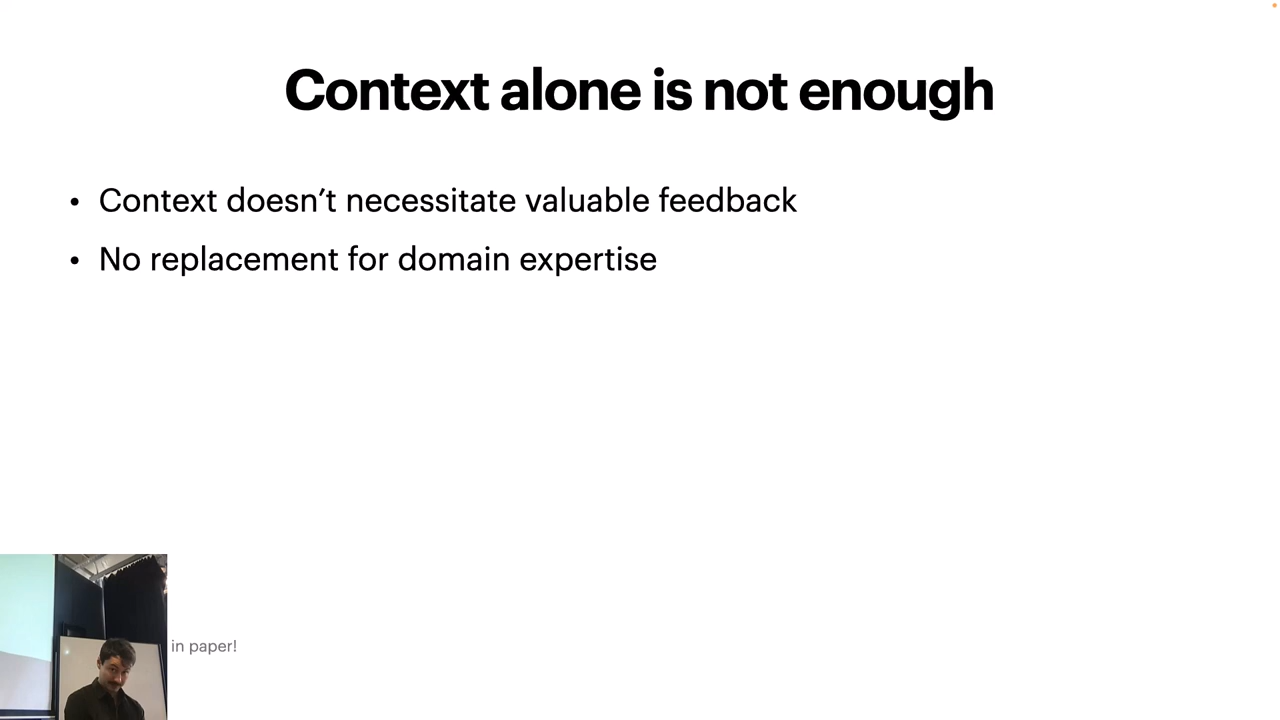 Context alone is not enough
• Context doesn’t necessitate valuable feedback
• No replacement for domain expertise
in paper!